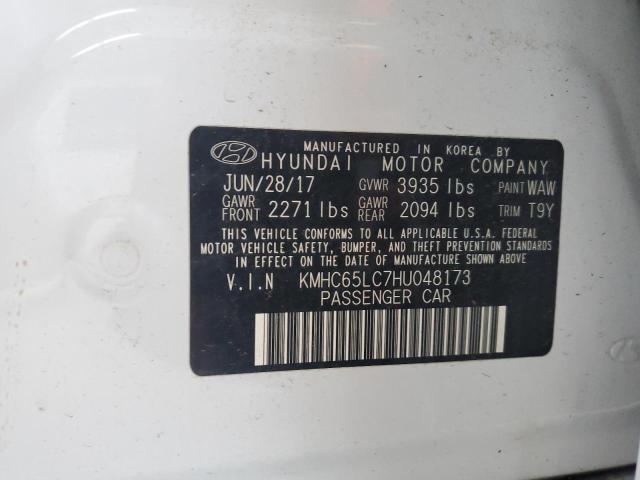 MANUFACTURED IN KOREA BY
HYUNDAI MOTOR COMPANY
JUN/28/17 GVWR 3935 lbs PAINT WAW
GAWR FRONT 2271 lbs GAWR REAR 2094 lbs TRIM T9Y
THIS VEHICLE CONFORMS TO ALL APPLICABLE U.S.A. FEDERAL
MOTOR VEHICLE SAFETY, BUMPER, AND THEFT PREVENTION
STANDARDS IN EFFECT ON THE DATE OF MANUFACTURE SHOWN ABOVE
V.I.N KMHC65LC7HU048173
PASSENGER CAR